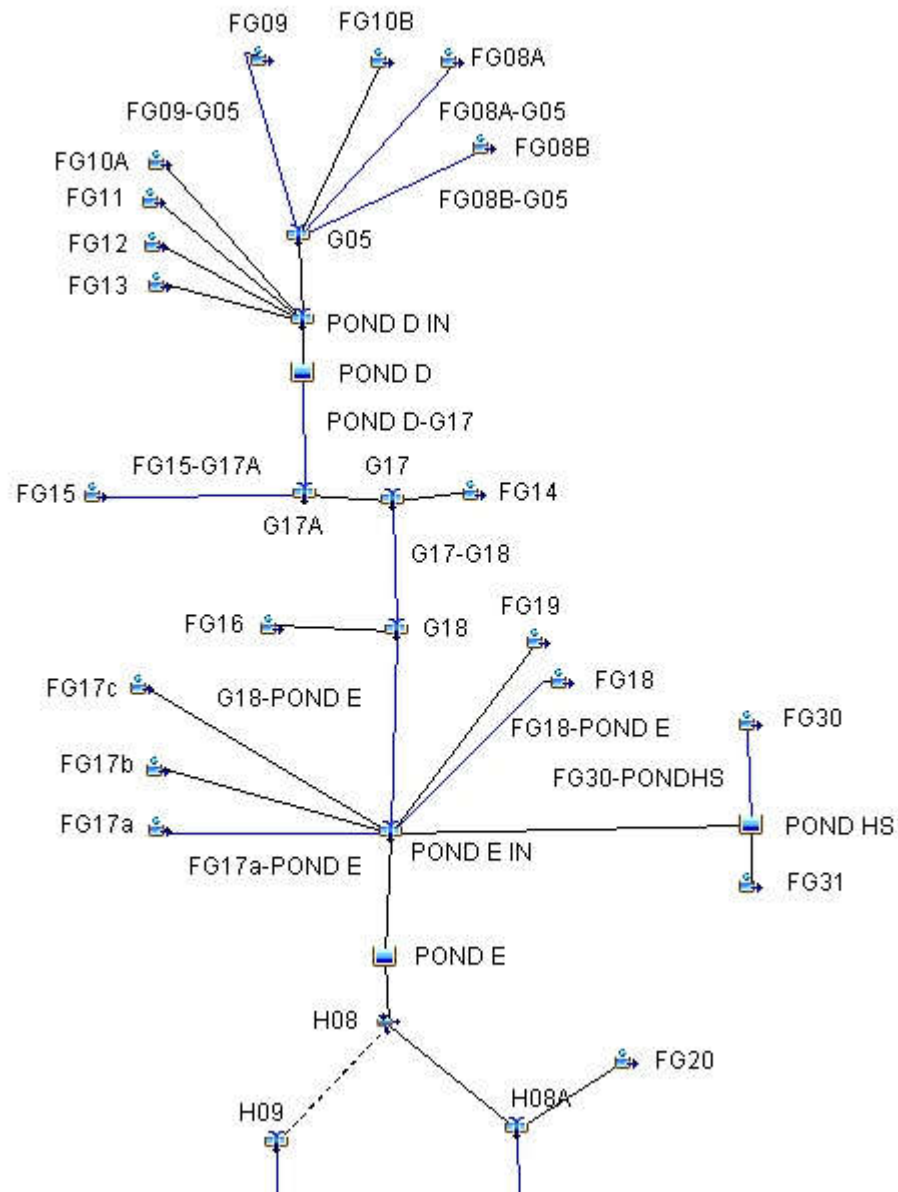 FG09
FG10B
FG08A
FG09-G05
FG08A-G05
FG10A
FG08B
FG11
FG08B-G05
FG12
G05
FG13
POND D IN
POND D
POND D-G17
FG15-G17A
G17
FG15
FG14
G17A
G17-G18
FG19
FG16
G18
FG17c
G18-POND E
FG18
FG18-POND E
FG30
FG17b
FG30-PONDHS
FG17a
POND HS
POND E IN
FG17a-POND E
FG31
POND E
H08
FG20
H09
H08A